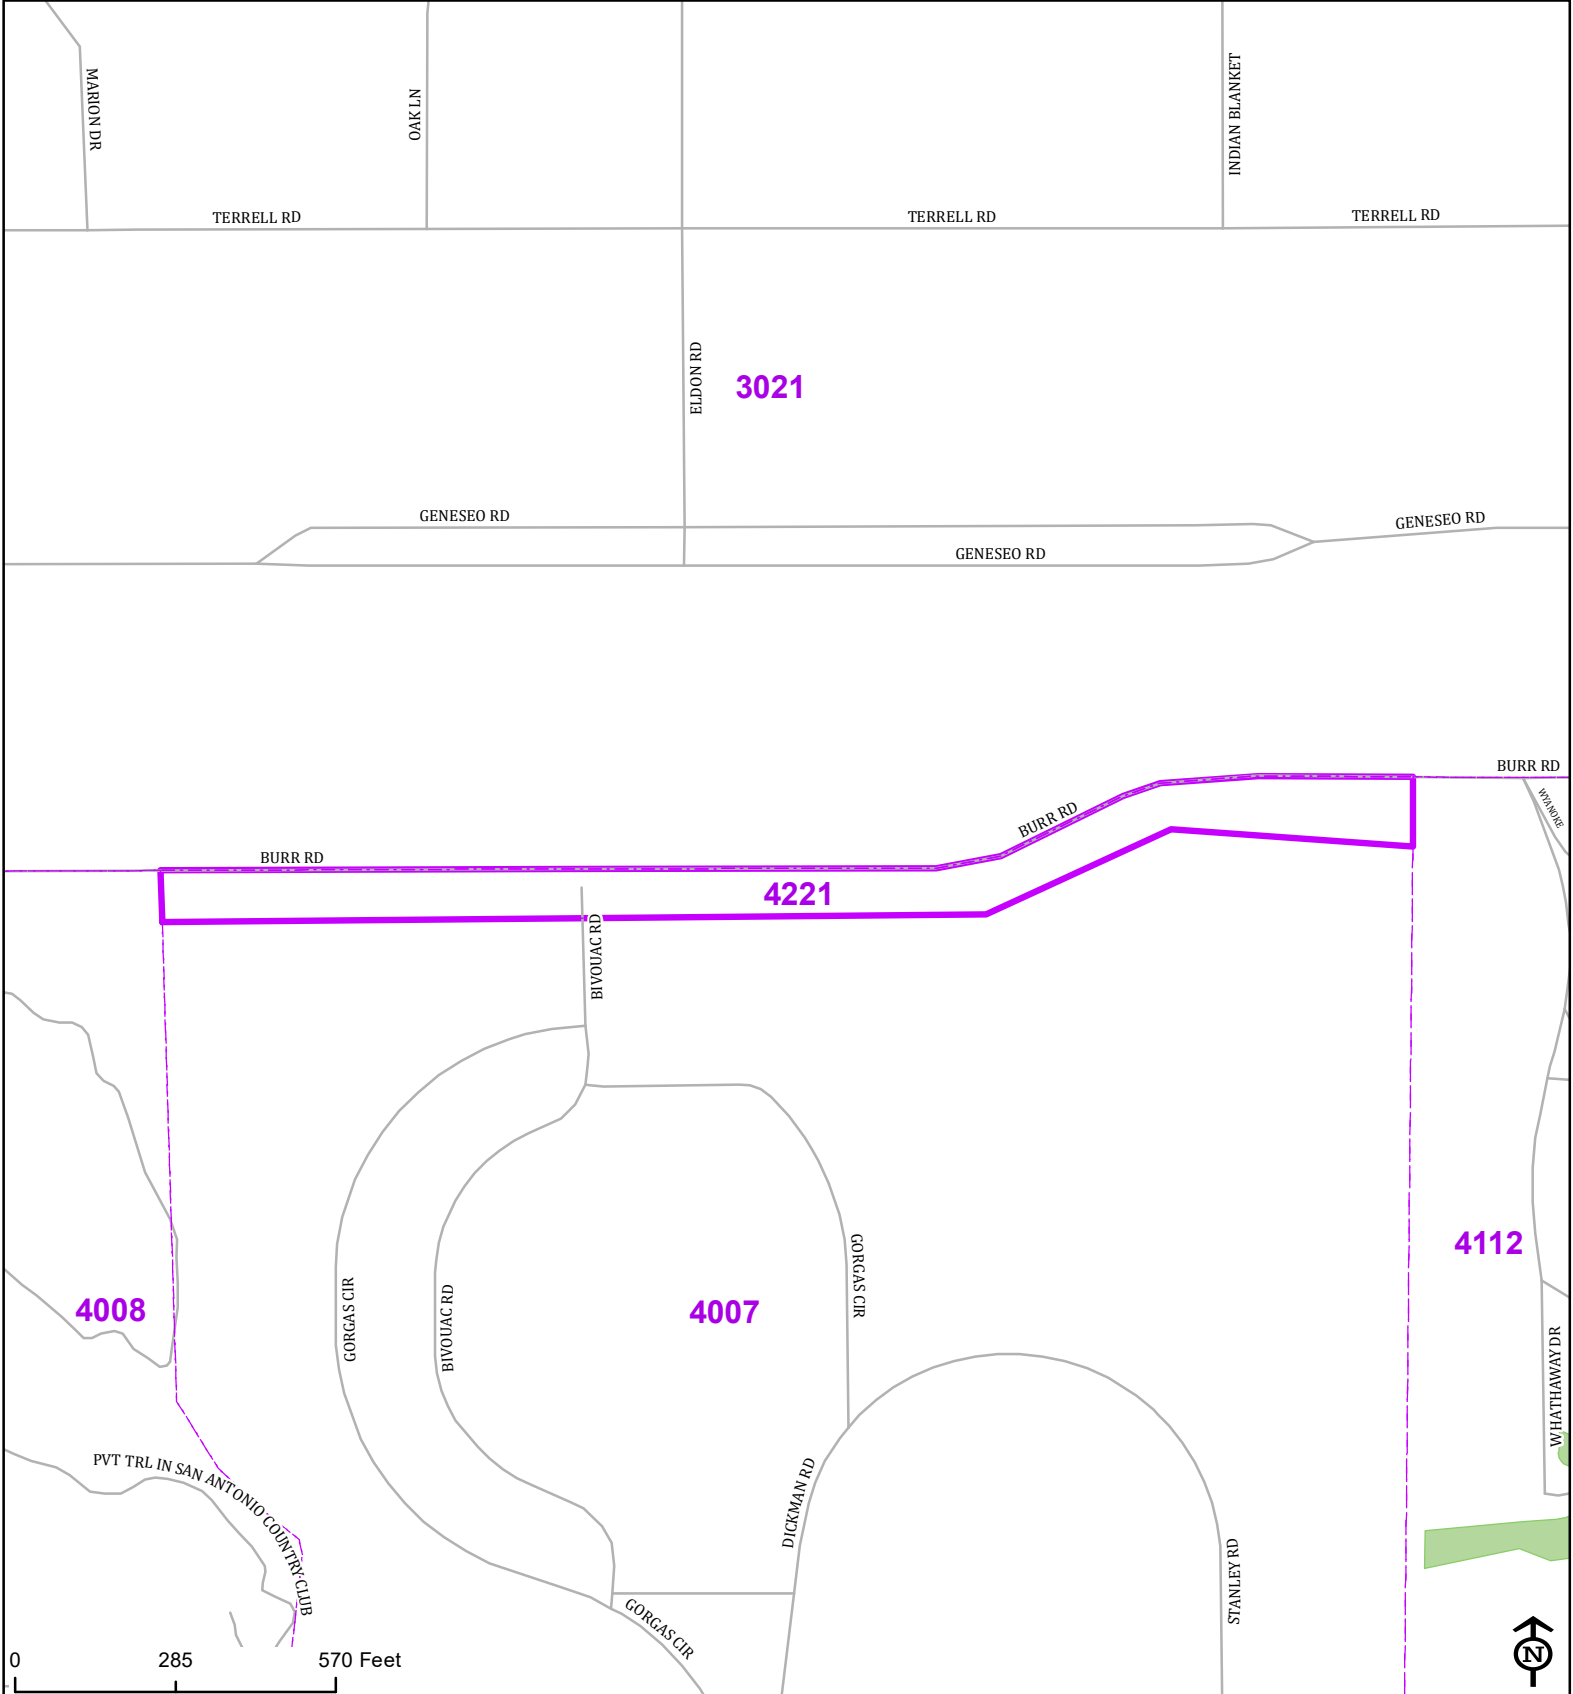 MARION DR
OAK LN
INDIAN BLANKET
TERRELL RD
TERRELL RD
TERRELL RD
ELDON RD
3021
GENESEO RD
GENESEO RD
GENESEO RD
BURR RD
WYANOKE
BURR RD
BURR RD
4221
BIVOUAC RD
4112
GORGAS CIR
4008
4007
GORGAS CIR
BIVOUAC RD
WHATHAWAY DR
PVT TRL IN SAN ANTONIO COUNTRY CLUB
DICKMAN RD
STANLEY RD
GORGAS CIR
0 285 570 Feet
N